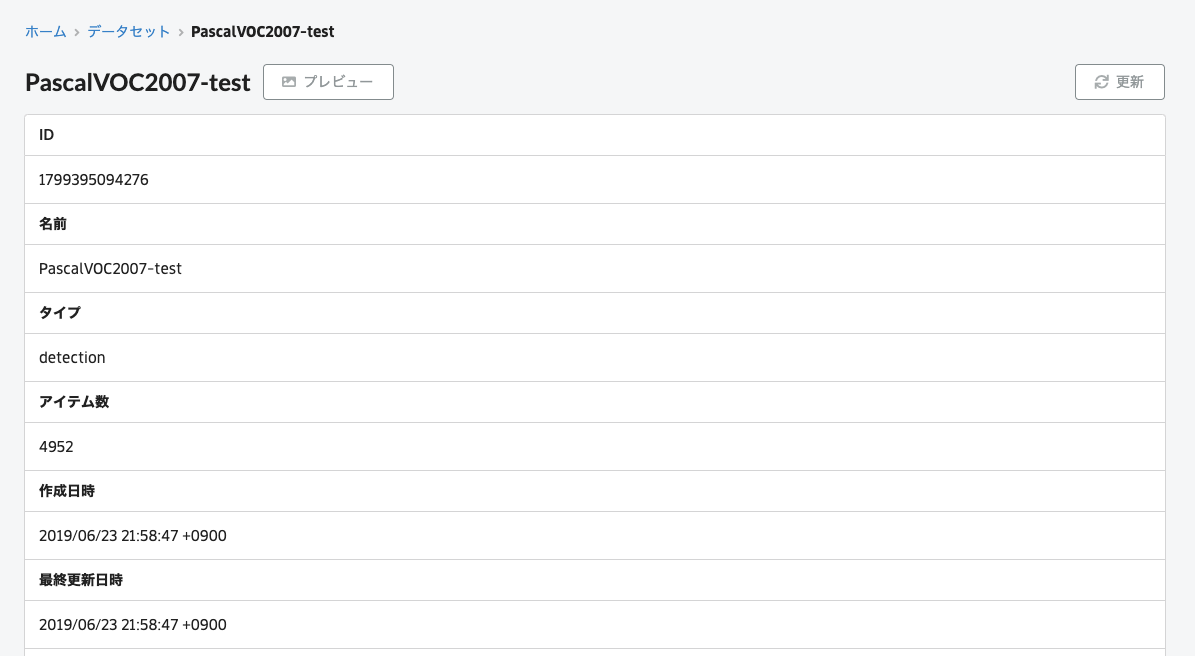 ホーム › データセット › PascalVOC2007-test
PascalVOC2007-test プレビュー 更新
ID
1799395094276
名前
PascalVOC2007-test
タイプ
detection
アイテム数
4952
作成日時
2019/06/23 21:58:47 +0900
最終更新日時
2019/06/23 21:58:47 +0900